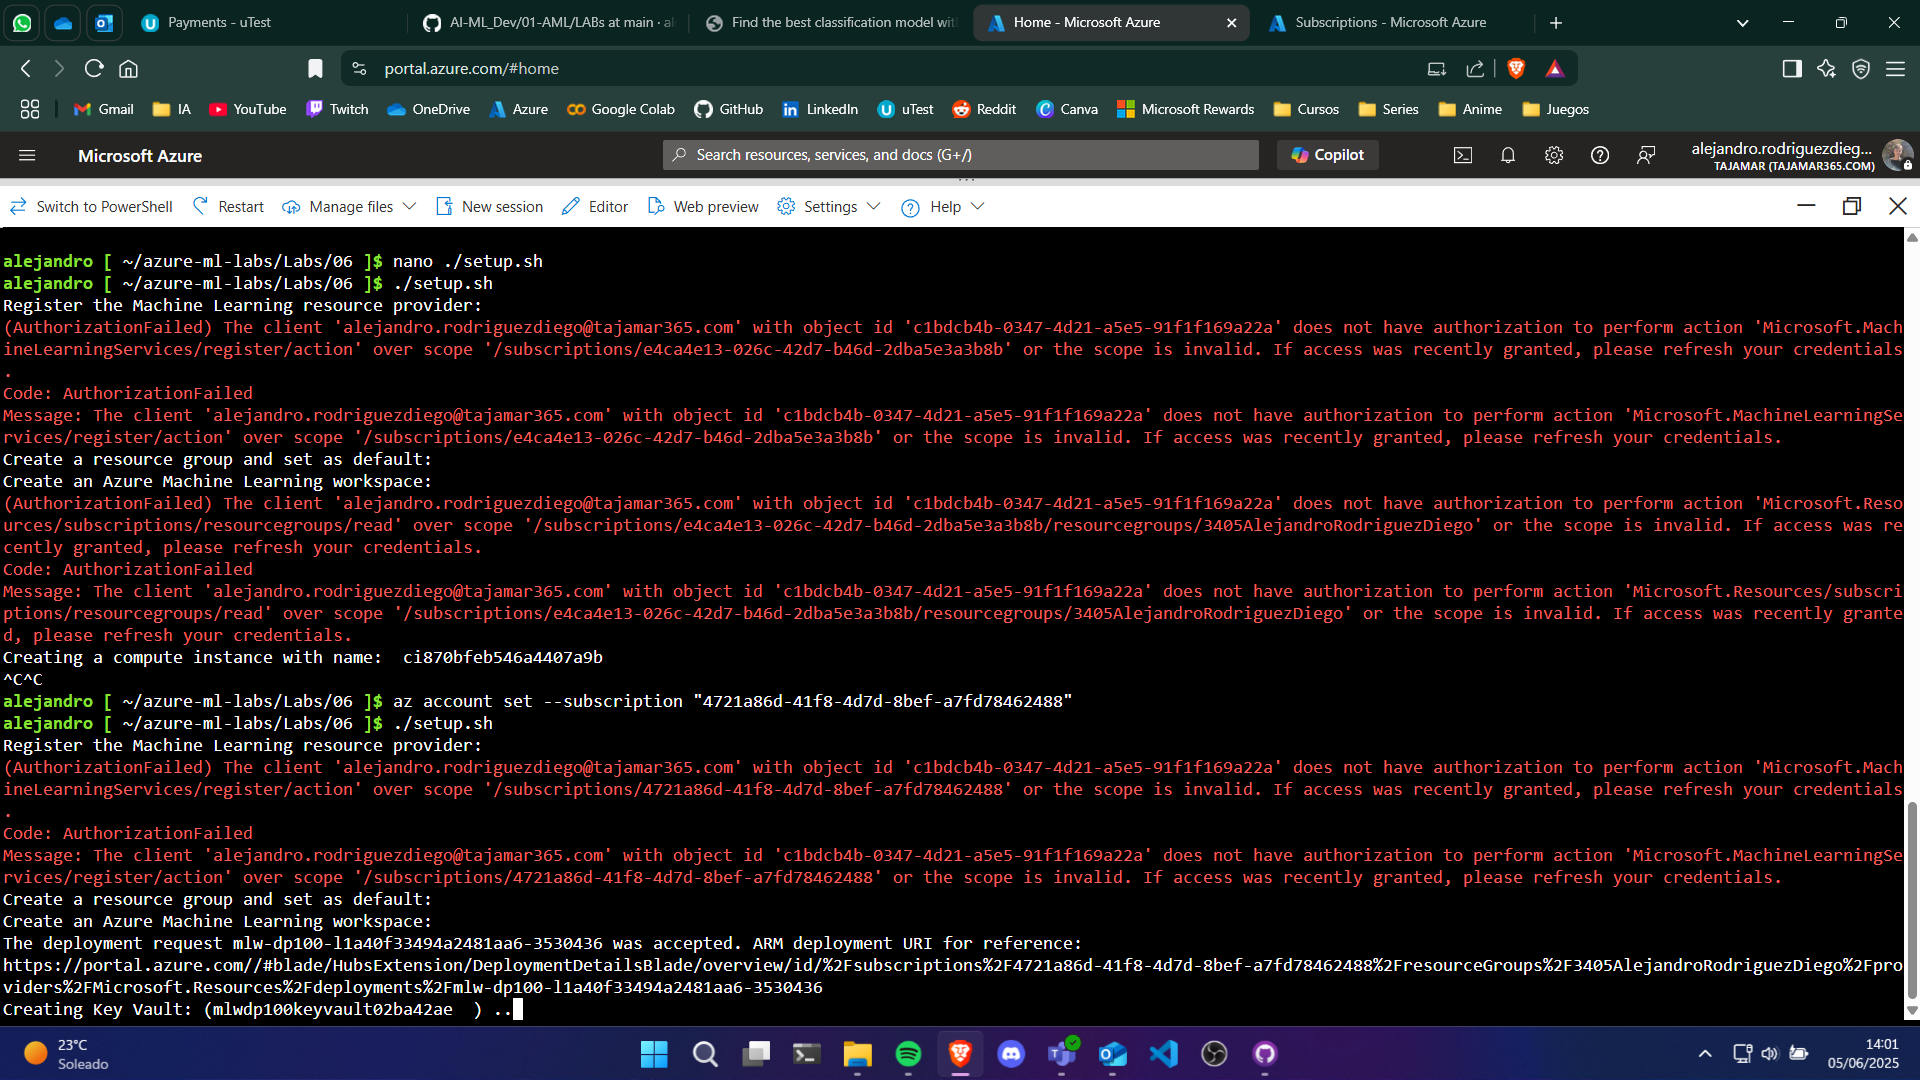 Payments - uTest
AI-ML_Dev/01-AML/LABs at main · al
Find the best classification model wit
Home - Microsoft Azure
Subscriptions - Microsoft Azure
portal.azure.com/#home
Gmail
IA
YouTube
Twitch
OneDrive
Azure
Google Colab
GitHub
LinkedIn
uTest
Reddit
Canva
Microsoft Rewards
Cursos
Series
Anime
Juegos
Microsoft Azure
Search resources, services, and docs (G+/)
Copilot
alejandro.rodriguezdieg...
TAJAMAR (TAJAMAR365.COM)
Switch to PowerShell
Restart
Manage files
New session
Editor
Web preview
Settings
Help
alejandro [ ~/azure-ml-labs/Labs/06 ]$ nano ./setup.sh
alejandro [ ~/azure-ml-labs/Labs/06 ]$ ./setup.sh
Register the Machine Learning resource provider:
(AuthorizationFailed) The client 'alejandro.rodriguezdiego@tajamar365.com' with object id 'c1bdcb4b-0347-4d21-a5e5-91f1f169a22a' does not have authorization to perform action 'Microsoft.Mach
ineLearningServices/register/action' over scope '/subscriptions/e4ca4e13-026c-42d7-b46d-2dba5e3a3b8b' or the scope is invalid. If access was recently granted, please refresh your credentials
.
Code: AuthorizationFailed
Message: The client 'alejandro.rodriguezdiego@tajamar365.com' with object id 'c1bdcb4b-0347-4d21-a5e5-91f1f169a22a' does not have authorization to perform action 'Microsoft.MachineLearningSe
rvices/register/action' over scope '/subscriptions/e4ca4e13-026c-42d7-b46d-2dba5e3a3b8b' or the scope is invalid. If access was recently granted, please refresh your credentials.
Create a resource group and set as default:
Create an Azure Machine Learning workspace:
(AuthorizationFailed) The client 'alejandro.rodriguezdiego@tajamar365.com' with object id 'c1bdcb4b-0347-4d21-a5e5-91f1f169a22a' does not have authorization to perform action 'Microsoft.Reso
urces/subscriptions/resourcegroups/read' over scope '/subscriptions/e4ca4e13-026c-42d7-b46d-2dba5e3a3b8b/resourcegroups/3405AlejandroRodriguezDiego' or the scope is invalid. If access was re
cently granted, please refresh your credentials.
Code: AuthorizationFailed
Message: The client 'alejandro.rodriguezdiego@tajamar365.com' with object id 'c1bdcb4b-0347-4d21-a5e5-91f1f169a22a' does not have authorization to perform action 'Microsoft.Resources/subscri
ptions/resourcegroups/read' over scope '/subscriptions/e4ca4e13-026c-42d7-b46d-2dba5e3a3b8b/resourcegroups/3405AlejandroRodriguezDiego' or the scope is invalid. If access was recently grante
d, please refresh your credentials.
Creating a compute instance with name:  ci870bfeb546a4407a9b
^C^C
alejandro [ ~/azure-ml-labs/Labs/06 ]$ az account set --subscription "4721a86d-41f8-4d7d-8bef-a7fd78462488"
alejandro [ ~/azure-ml-labs/Labs/06 ]$ ./setup.sh
Register the Machine Learning resource provider:
(AuthorizationFailed) The client 'alejandro.rodriguezdiego@tajamar365.com' with object id 'c1bdcb4b-0347-4d21-a5e5-91f1f169a22a' does not have authorization to perform action 'Microsoft.Mach
ineLearningServices/register/action' over scope '/subscriptions/4721a86d-41f8-4d7d-8bef-a7fd78462488' or the scope is invalid. If access was recently granted, please refresh your credentials
.
Code: AuthorizationFailed
Message: The client 'alejandro.rodriguezdiego@tajamar365.com' with object id 'c1bdcb4b-0347-4d21-a5e5-91f1f169a22a' does not have authorization to perform action 'Microsoft.MachineLearningSe
rvices/register/action' over scope '/subscriptions/4721a86d-41f8-4d7d-8bef-a7fd78462488' or the scope is invalid. If access was recently granted, please refresh your credentials.
Create a resource group and set as default:
Create an Azure Machine Learning workspace:
The deployment request mlw-dp100-l1a40f33494a2481aa6-3530436 was accepted. ARM deployment URI for reference:
https://portal.azure.com//#blade/HubsExtension/DeploymentDetailsBlade/overview/id/%2Fsubscriptions%2F4721a86d-41f8-4d7d-8bef-a7fd78462488%2FresourceGroups%2F3405AlejandroRodriguezDiego%2Fpro
viders%2FMicrosoft.Resources%2Fdeployments%2Fmlw-dp100-l1a40f33494a2481aa6-3530436
Creating Key Vault: (mlwdp100keyvault02ba42ae  ) ..
23°C
Soleado
14:01
05/06/2025